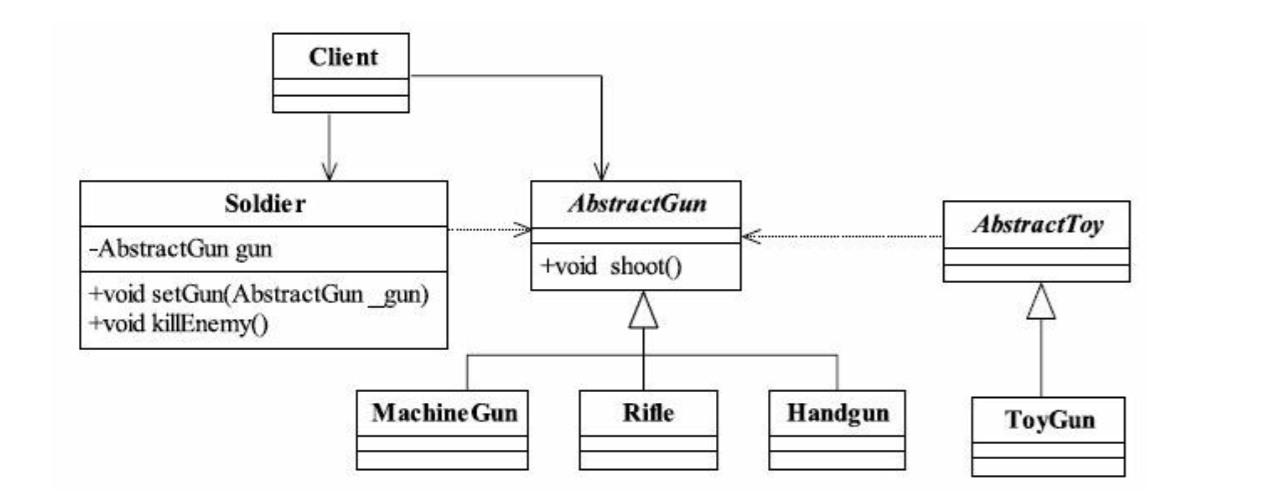 Client
Soldier
-AbstractGun gun
+void setGun(AbstractGun _gun)
+void killEnemy()
AbstractGun
+void shoot()
AbstractToy
MachineGun
Rifle
Handgun
ToyGun